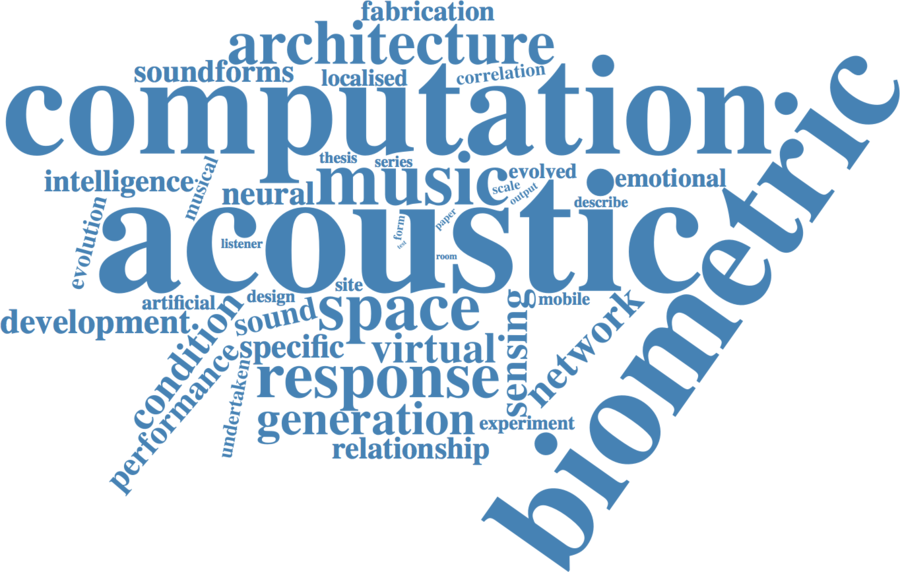 fabrication
architecture
soundforms
localised
correlation
computation
biometric
thesis
series
intelligence
musical
neural
music
evolved
scale
output
emotional
describe
evolution
acoustic
listener
form
test
paper
room
site
artificial
design
mobile
development
condition
sound
space
sensing
network
specific
virtual
performance
undertaken
response
generation
experiment
relationship